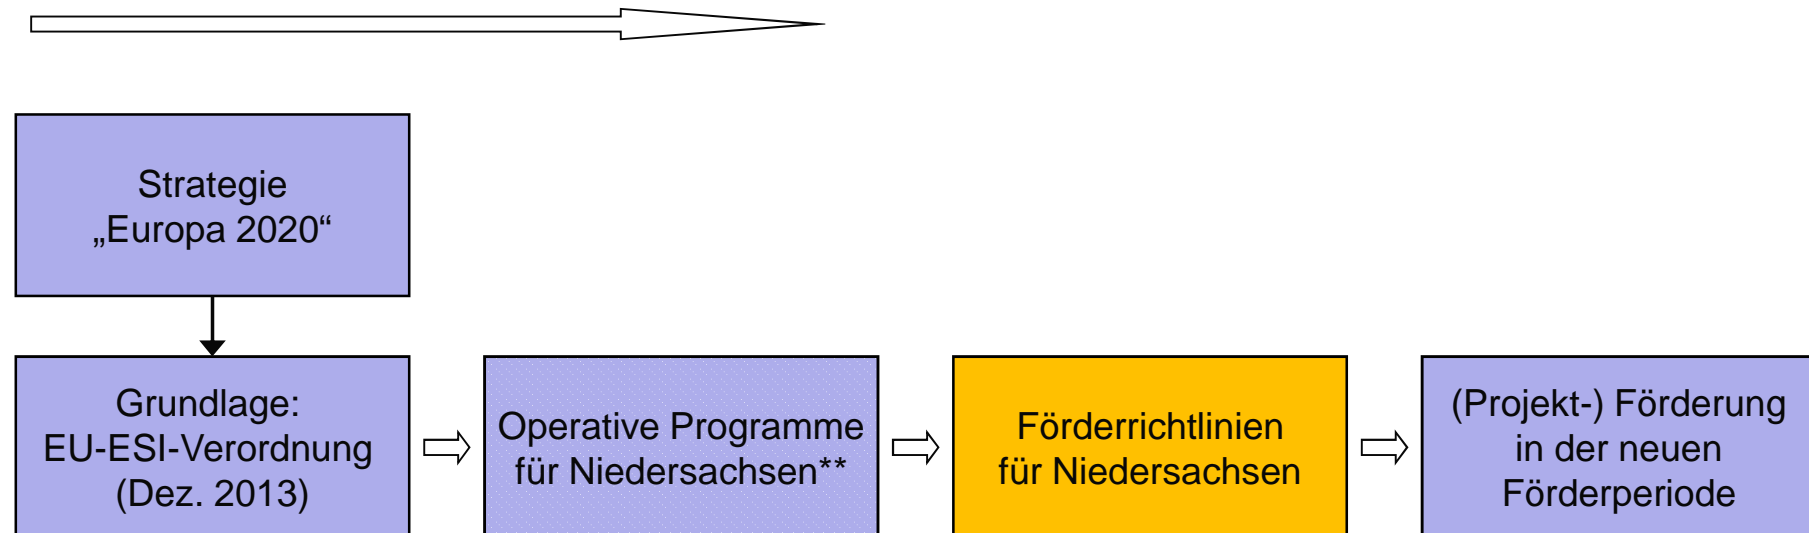 Strategie
„Europa 2020“
Grundlage:
EU-ESI-Verordnung
(Dez. 2013)
Operative Programme
für Niedersachsen**
Förderrichtlinien
für Niedersachsen
(Projekt-) Förderung
in der neuen
Förderperiode